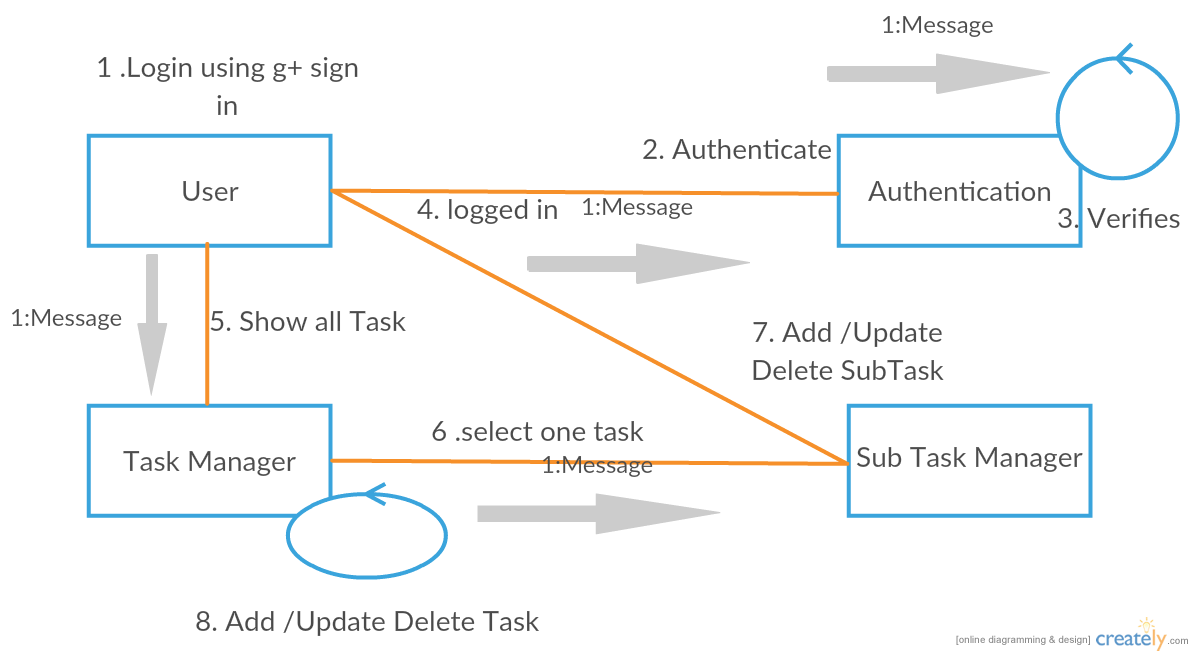 1:Message
1 .Login using g+ sign
in
2. Authenticate
User
Authentication
4. logged in
1:Message
3. Verifies
1:Message
5. Show all Task
7. Add /Update
Delete SubTask
6 .select one task
1:Message
Task Manager
Sub Task Manager
8. Add /Update Delete Task
[online diagramming & design] creately.com